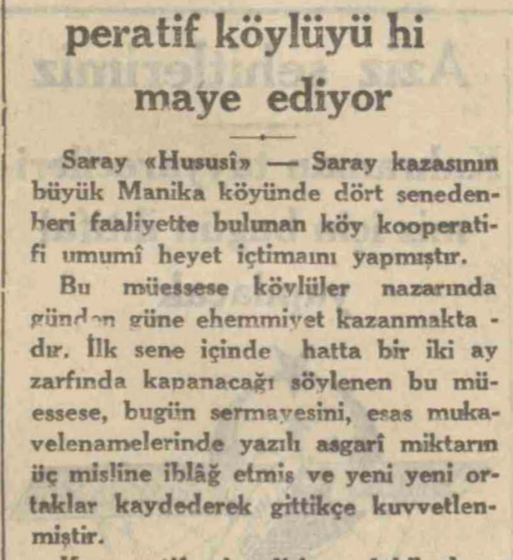 peratif köylüyü hi
maye ediyor
Saray «Hususî» — Saray kazasının
büyük Manika köyünde dört seneden-
beri faaliyette bulunan köy kooperati-
fi umumî heyet içtimaını yapmıştır.
Bu müessese köylüler nazarında
günden güne ehemmiyet kazanmakta -
dır. İlk sene içinde hatta bir iki ay
zarfında kapanacağı söylenen bu mü-
essese, bugün sermayesini, esas muka-
velenamelerinde yazılı asgarî miktarın
üç misline iblâğ etmiş ve yeni yeni or-
taklar kaydederek gittikçe kuvvetlen-
miştir.